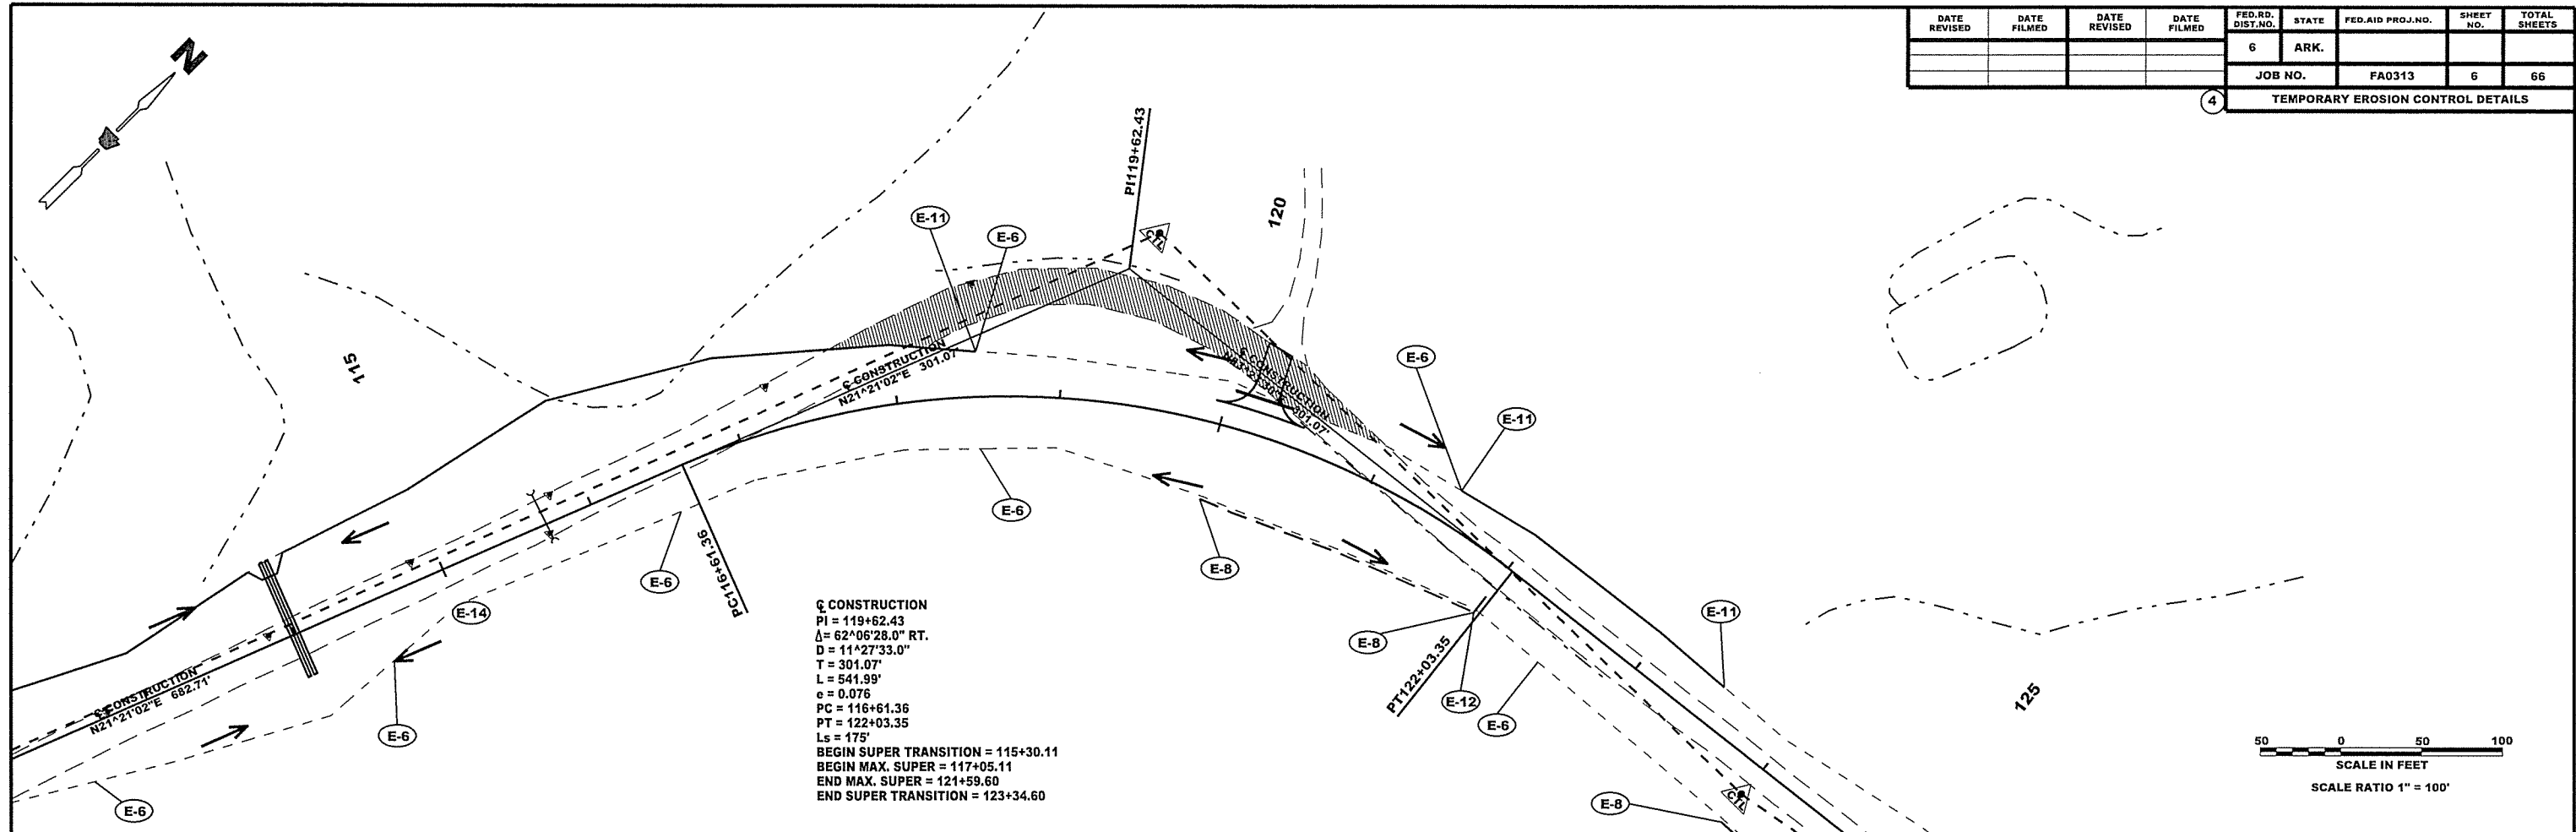 N
DATE REVISED
DATE FILMED
DATE REVISED
DATE FILMED
FED.RD. DIST.NO.
STATE
FED.AID PROJ.NO.
SHEET NO.
TOTAL SHEETS
6
ARK.
JOB NO.
FA0313
6
66
4
TEMPORARY EROSION CONTROL DETAILS
PI119+62.43
120
CTL
E-11
E-6
115
₵ CONSTRUCTION
N21^21'02"E 301.07'
₵ CONSTRUCTION
301.07'
E-6
E-11
E-6
E-8
E-6
PC116+61.36
E-14
E-6
₵ CONSTRUCTION
N21^21'02"E 682.71'
E-6
₵ CONSTRUCTION
PI = 119+62.43
Δ= 62^06'28.0" RT.
D = 11^27'33.0"
T = 301.07'
L = 541.99'
e = 0.076
PC = 116+61.36
PT = 122+03.35
Ls = 175'
BEGIN SUPER TRANSITION = 115+30.11
BEGIN MAX. SUPER = 117+05.11
END MAX. SUPER = 121+59.60
END SUPER TRANSITION = 123+34.60
E-8
PT122+03.35
E-12
E-6
E-11
125
CTL
E-8
50 0 50 100
SCALE IN FEET
SCALE RATIO 1" = 100'